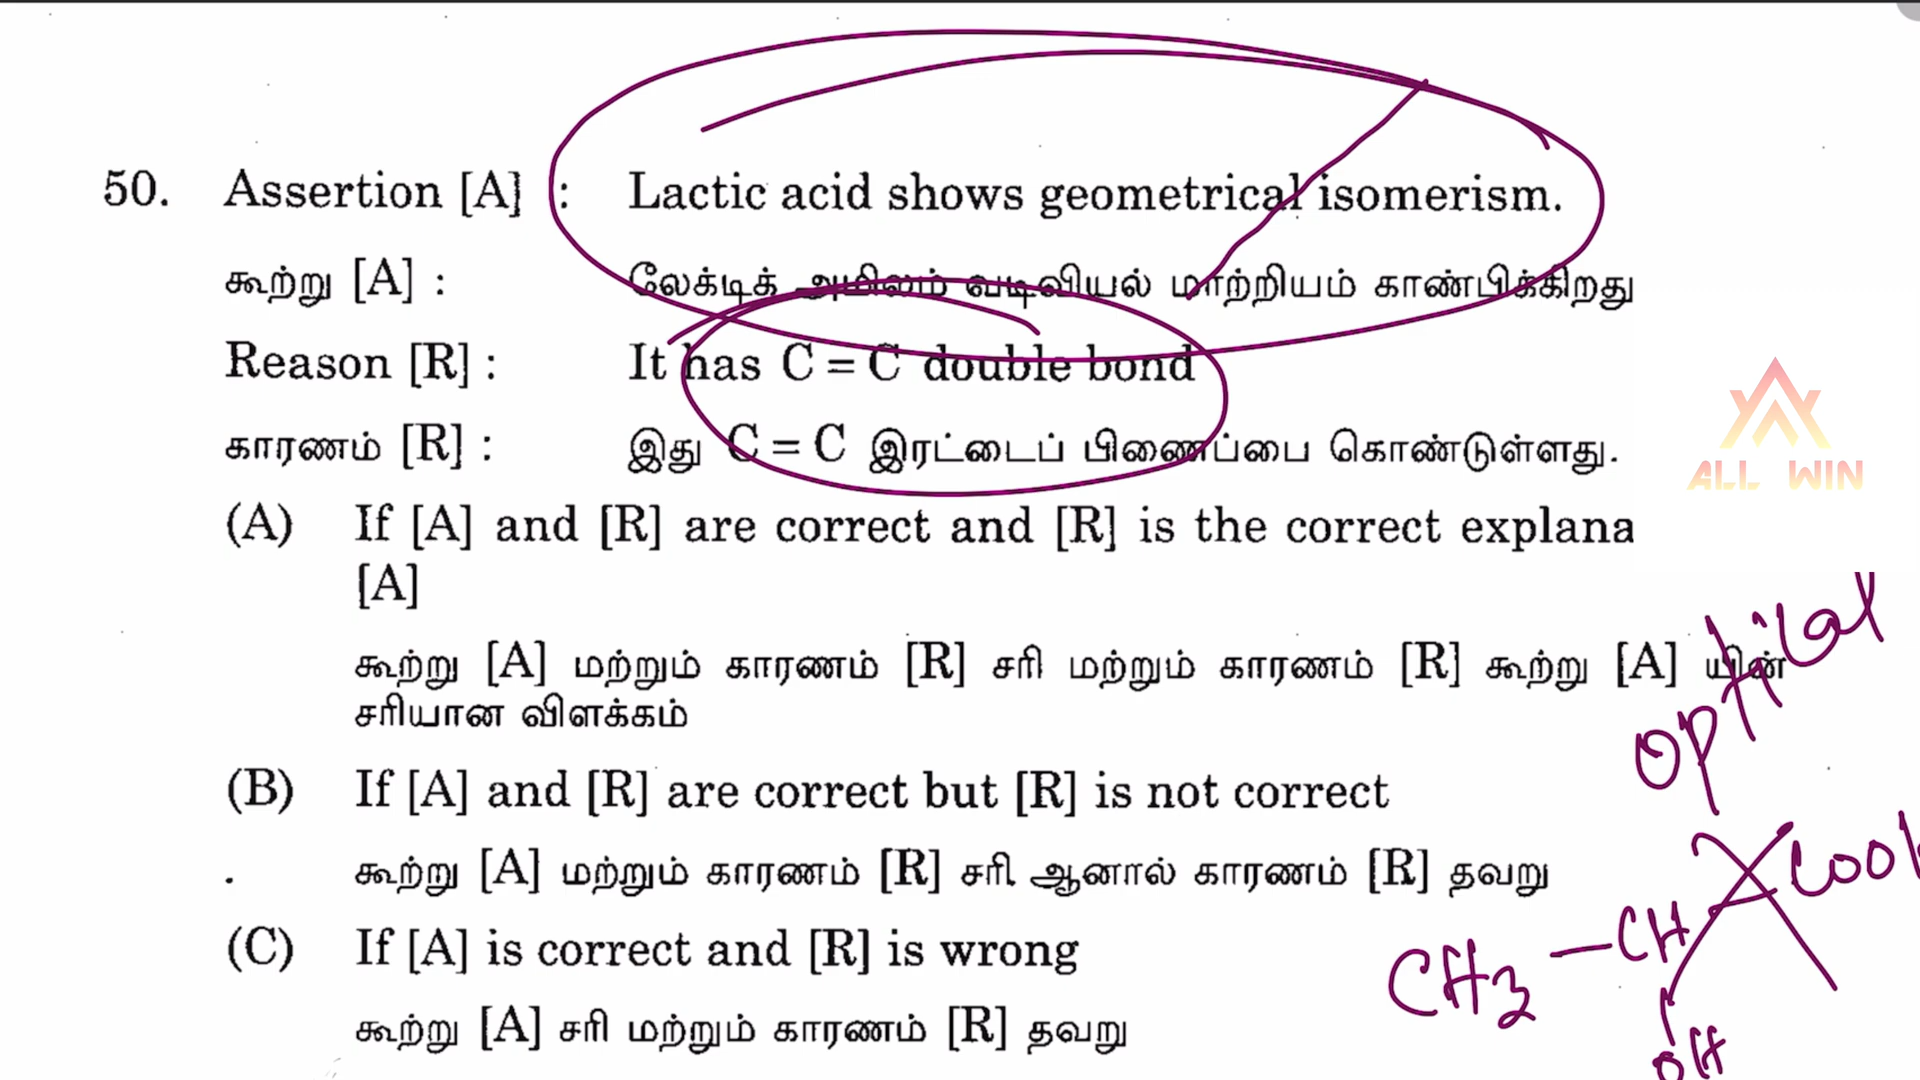 50. Assertion [A] : Lactic acid shows geometrical isomerism.
கூற்று [A] : லேக்டிக் அமிலம் வடிவியல் மாற்றியம் காண்பிக்கிறது
Reason [R] : It has C = C double bond
காரணம் [R] : இது C = C இரட்டைப் பிணைப்பை கொண்டுள்ளது.
ALL WIN
(A) If [A] and [R] are correct and [R] is the correct explana
[A]
கூற்று [A] மற்றும் காரணம் [R] சரி மற்றும் காரணம் [R] கூற்று [A] யின்
சரியான விளக்கம்
Optical
(B) If [A] and [R] are correct but [R] is not correct
கூற்று [A] மற்றும் காரணம் [R] சரி ஆனால் காரணம் [R] தவறு
(C) If [A] is correct and [R] is wrong
CH3 - CH - COOH
OH
கூற்று [A] சரி மற்றும் காரணம் [R] தவறு